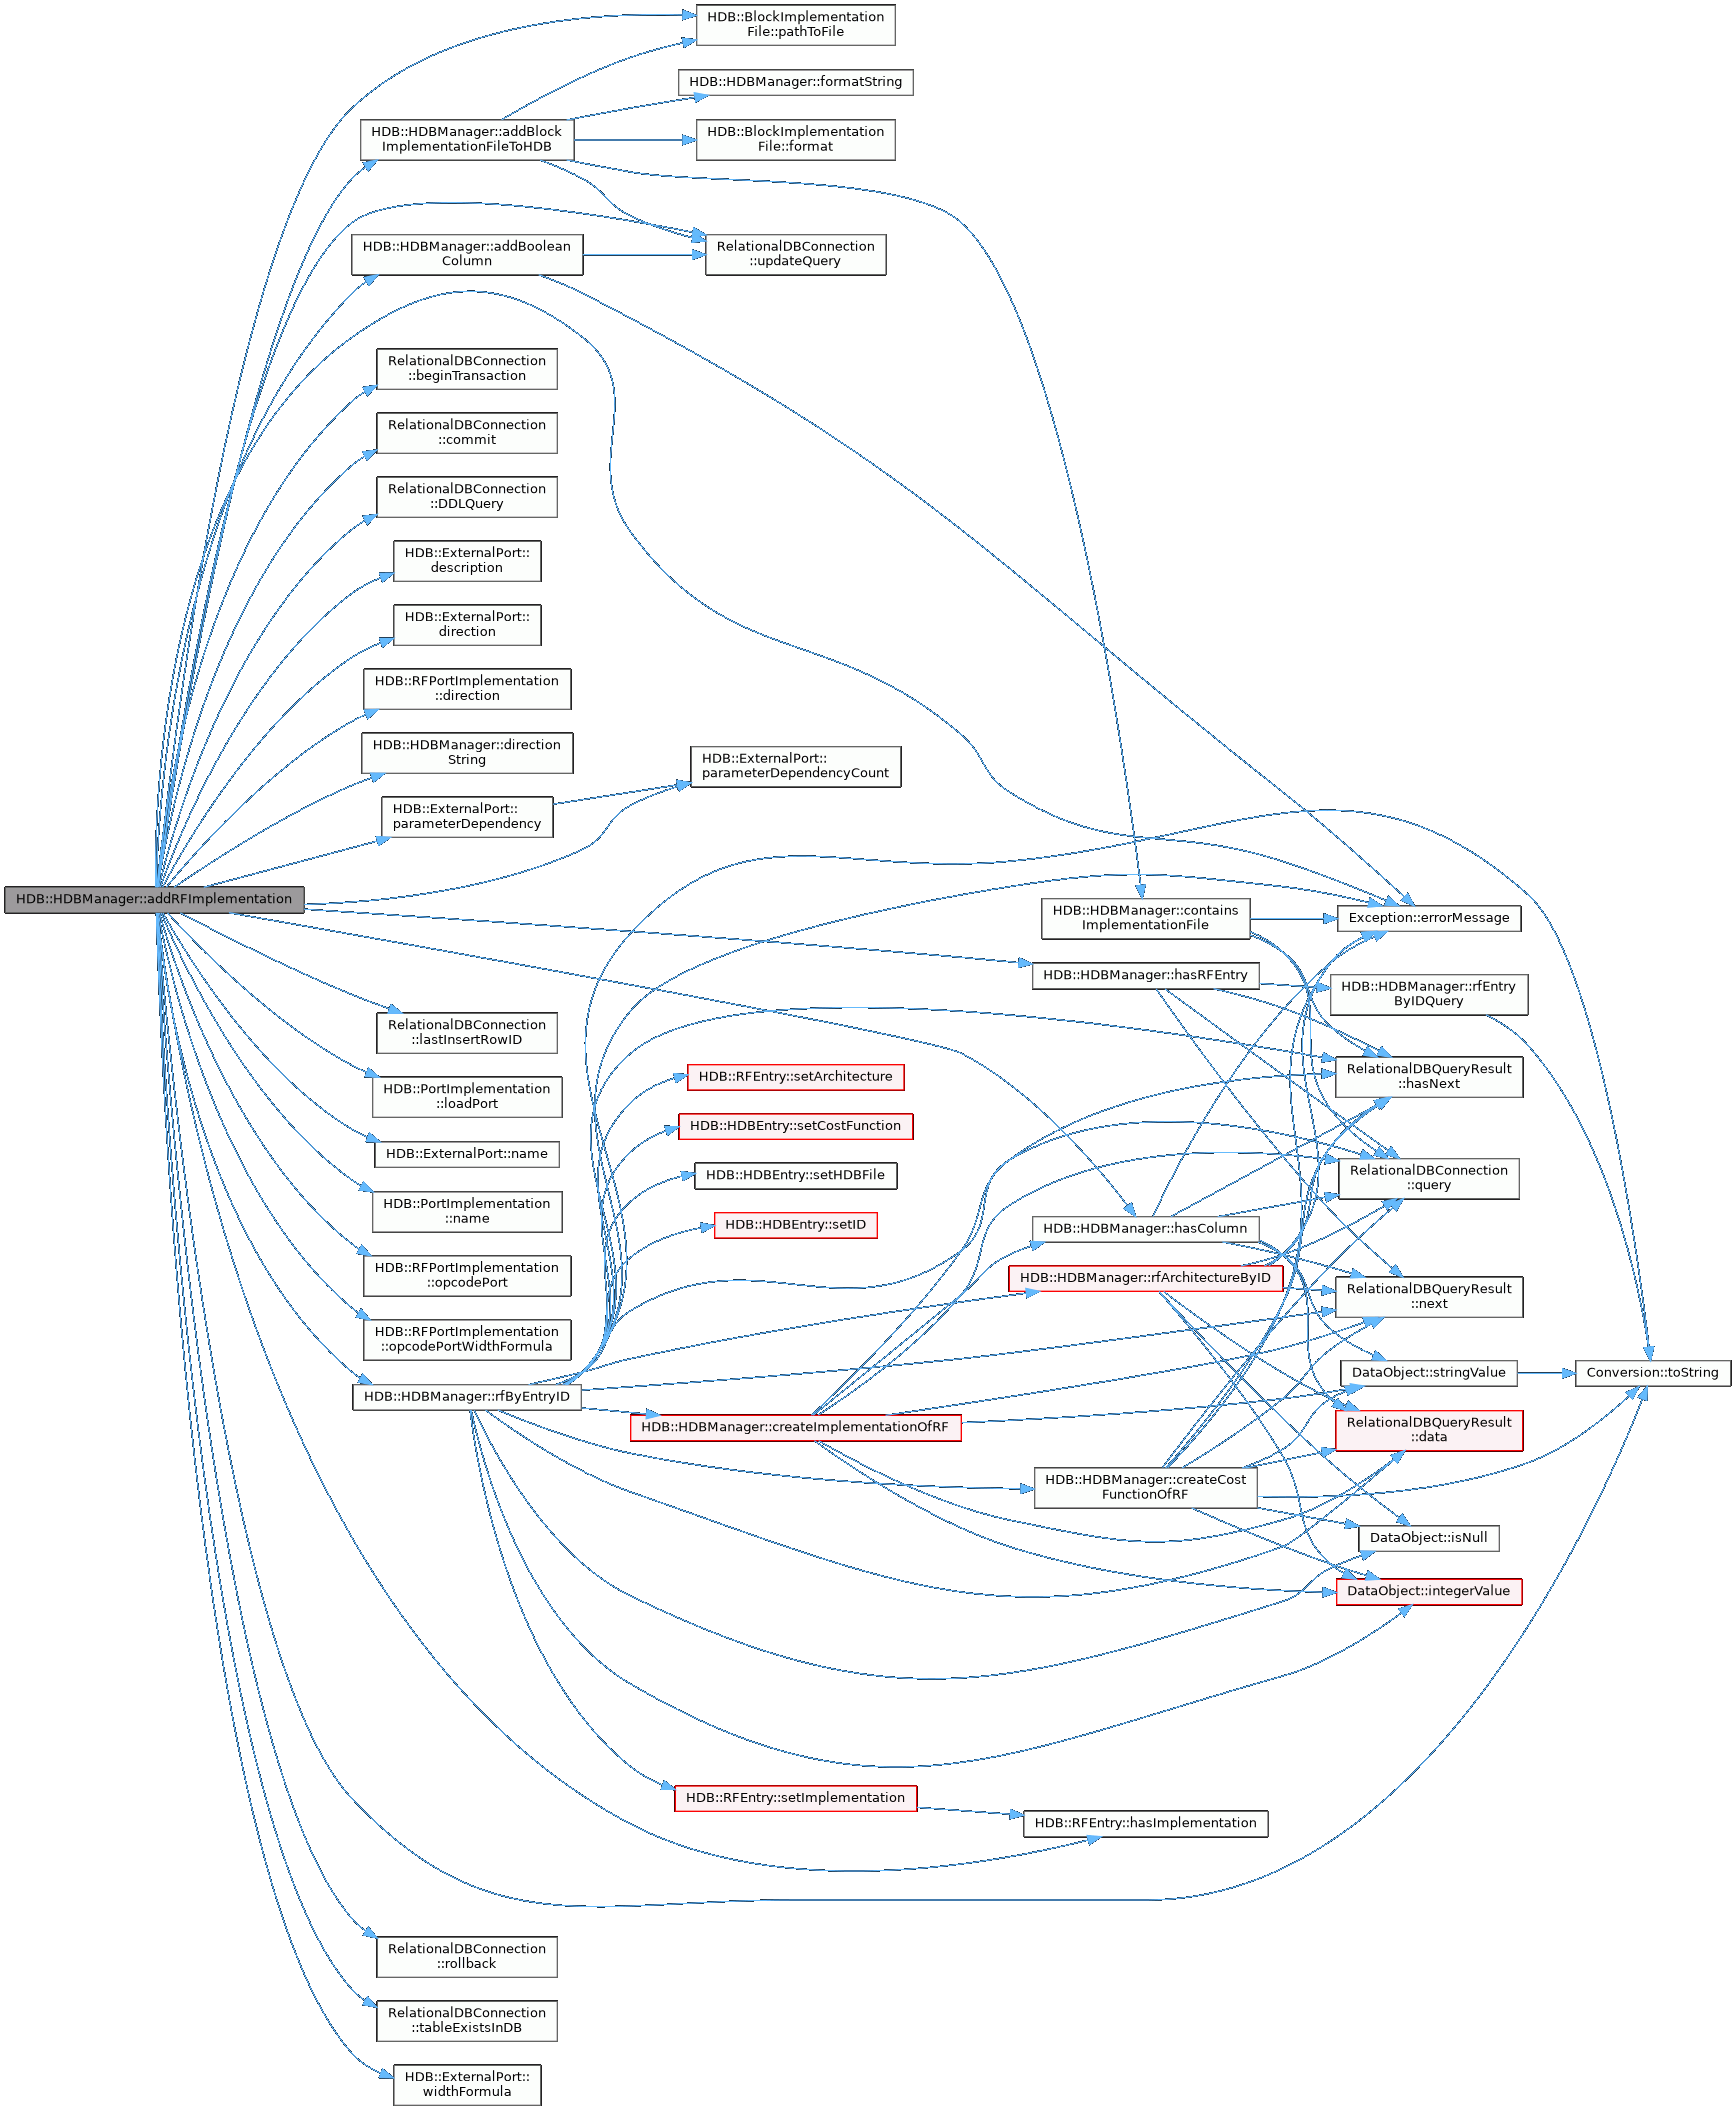 HDB::BlockImplementation
File::pathToFile
HDB::HDBManager::formatString
HDB::HDBManager::addBlock
ImplementationFileToHDB
HDB::BlockImplementation
File::format
HDB::HDBManager::addBoolean
Column
RelationalDBConnection
::updateQuery
RelationalDBConnection
::beginTransaction
RelationalDBConnection
::commit
RelationalDBConnection
::DDLQuery
HDB::ExternalPort::
description
HDB::ExternalPort::
direction
HDB::RFPortImplementation
::direction
HDB::HDBManager::direction
String
HDB::ExternalPort::
parameterDependencyCount
HDB::ExternalPort::
parameterDependency
HDB::HDBManager::addRFImplementation
HDB::HDBManager::contains
ImplementationFile
Exception::errorMessage
HDB::HDBManager::hasRFEntry
HDB::HDBManager::rfEntry
ByIDQuery
RelationalDBConnection
::lastInsertRowID
HDB::RFEntry::setArchitecture
RelationalDBQueryResult
::hasNext
HDB::PortImplementation
::loadPort
HDB::HDBEntry::setCostFunction
HDB::ExternalPort::name
HDB::HDBEntry::setHDBFile
RelationalDBConnection
::query
HDB::PortImplementation
::name
HDB::HDBEntry::setID
HDB::HDBManager::hasColumn
HDB::RFPortImplementation
::opcodePort
HDB::HDBManager::rfArchitectureByID
RelationalDBQueryResult
::next
HDB::RFPortImplementation
::opcodePortWidthFormula
DataObject::stringValue
Conversion::toString
HDB::HDBManager::rfByEntryID
HDB::HDBManager::createImplementationOfRF
RelationalDBQueryResult
::data
HDB::HDBManager::createCost
FunctionOfRF
DataObject::isNull
DataObject::integerValue
HDB::RFEntry::setImplementation
HDB::RFEntry::hasImplementation
RelationalDBConnection
::rollback
RelationalDBConnection
::tableExistsInDB
HDB::ExternalPort::
widthFormula